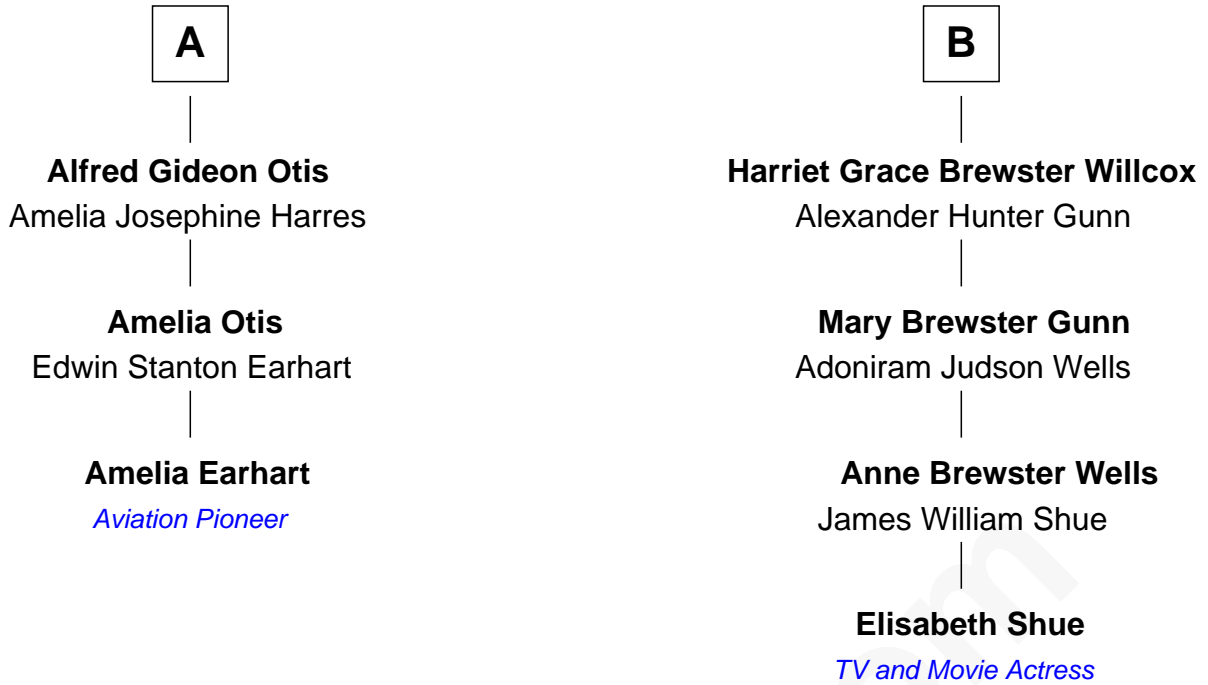 A
Alfred Gideon Otis
Amelia Josephine Harres
Amelia Otis
Edwin Stanton Earhart
Amelia Earhart
Aviation Pioneer
B
Harriet Grace Brewster Willcox
Alexander Hunter Gunn
Mary Brewster Gunn
Adoniram Judson Wells
Anne Brewster Wells
James William Shue
Elisabeth Shue
TV and Movie Actress